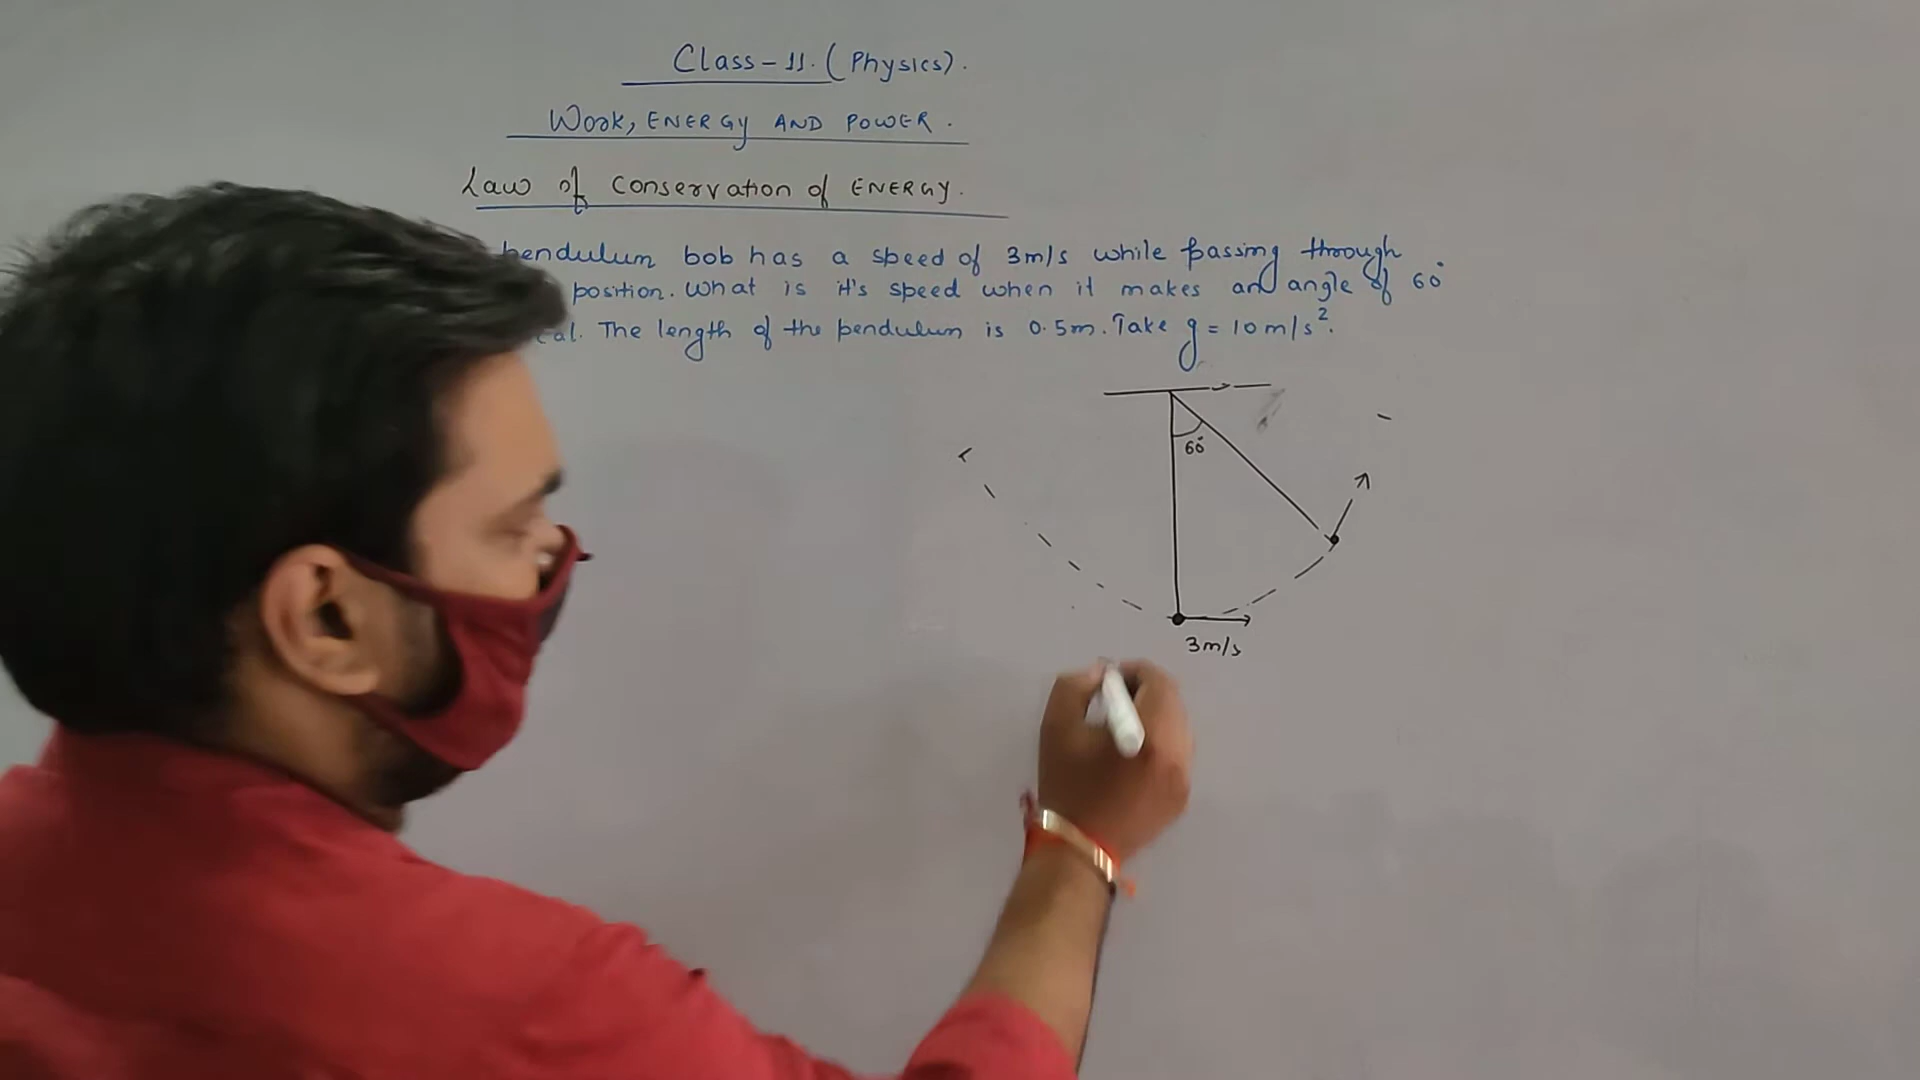 Class-11. (Physics).
Work, ENERGY AND POWER.
Law of Conservation of ENERGY.
pendulum bob has a speed of 3m/s while passing through
position. What is it's speed when it makes an angle of 60°
The length of the pendulum is 0.5m. Take g = 10 m/s².
60°
3m/s